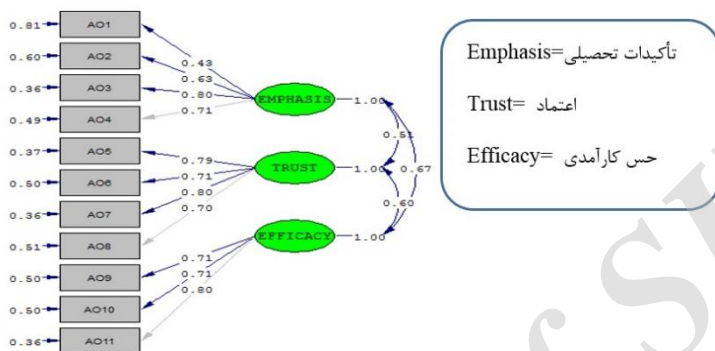 0.81 AO1
0.60 AO2
0.36 AO3
0.49 AO4
0.37 AO5
0.50 AO6
0.36 AO7
0.51 AO8
0.50 AO9
0.50 AO10
0.36 AO11
0.43
0.63
0.80
0.71
0.79
0.71
0.80
0.70
0.71
0.71
0.80
EMPHASIS 1.00
TRUST 1.00
EFFICACY 1.00
0.51
0.67
0.60
Emphasis=تأکیدات تحصیلی
Trust= اعتماد
Efficacy= حس کارآمدی